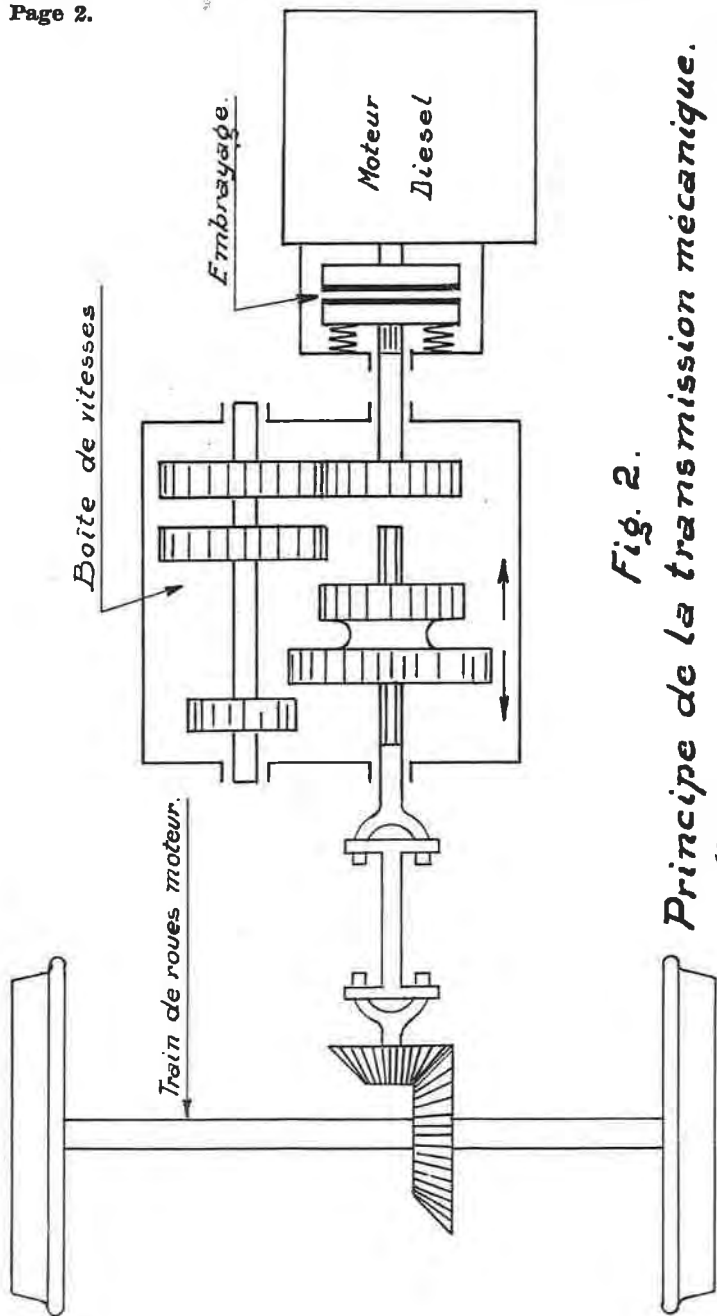 Page 2.
Moteur
Diesel
Embrayage.
Boîte de vitesses
Train de roues moteur.
Fig. 2.
Principe de la transmission mécanique.